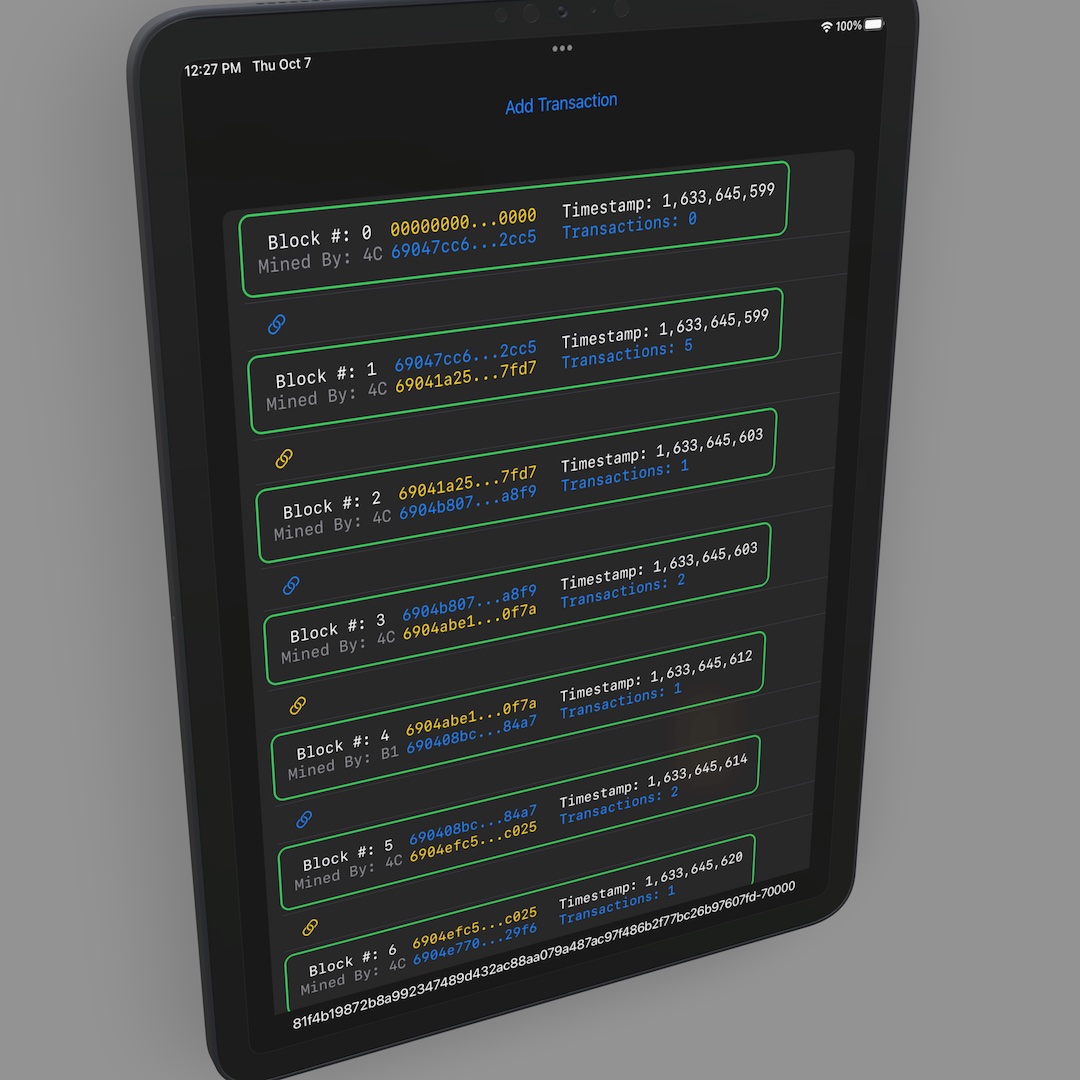 12:27 PM Thu Oct 7
100%
Add Transaction
Block #: 0 00000000...0000 Timestamp: 1,633,645,599
Mined By: 4C 69047cc6...2cc5 Transactions: 0
Block #: 1 69047cc6...2cc5 Timestamp: 1,633,645,599
Mined By: 4C 69041a25...7fd7 Transactions: 5
Block #: 2 69041a25...7fd7 Timestamp: 1,633,645,603
Mined By: 4C 6904b807...a8f9 Transactions: 1
Block #: 3 6904b807...a8f9 Timestamp: 1,633,645,603
Mined By: 4C 6904abe1...0f7a Transactions: 2
Block #: 4 6904abe1...0f7a Timestamp: 1,633,645,612
Mined By: B1 690408bc...84a7 Transactions: 1
Block #: 5 690408bc...84a7 Timestamp: 1,633,645,614
Mined By: 4C 6904efc5...c025 Transactions: 2
Block #: 6 6904efc5...c025 Timestamp: 1,633,645,620
Mined By: 4C 6904e770...29f6 Transactions: 1
81f4b19872b8a992347489d432ac88aa079a487ac97f486b2f77bc26b97607fd-70000